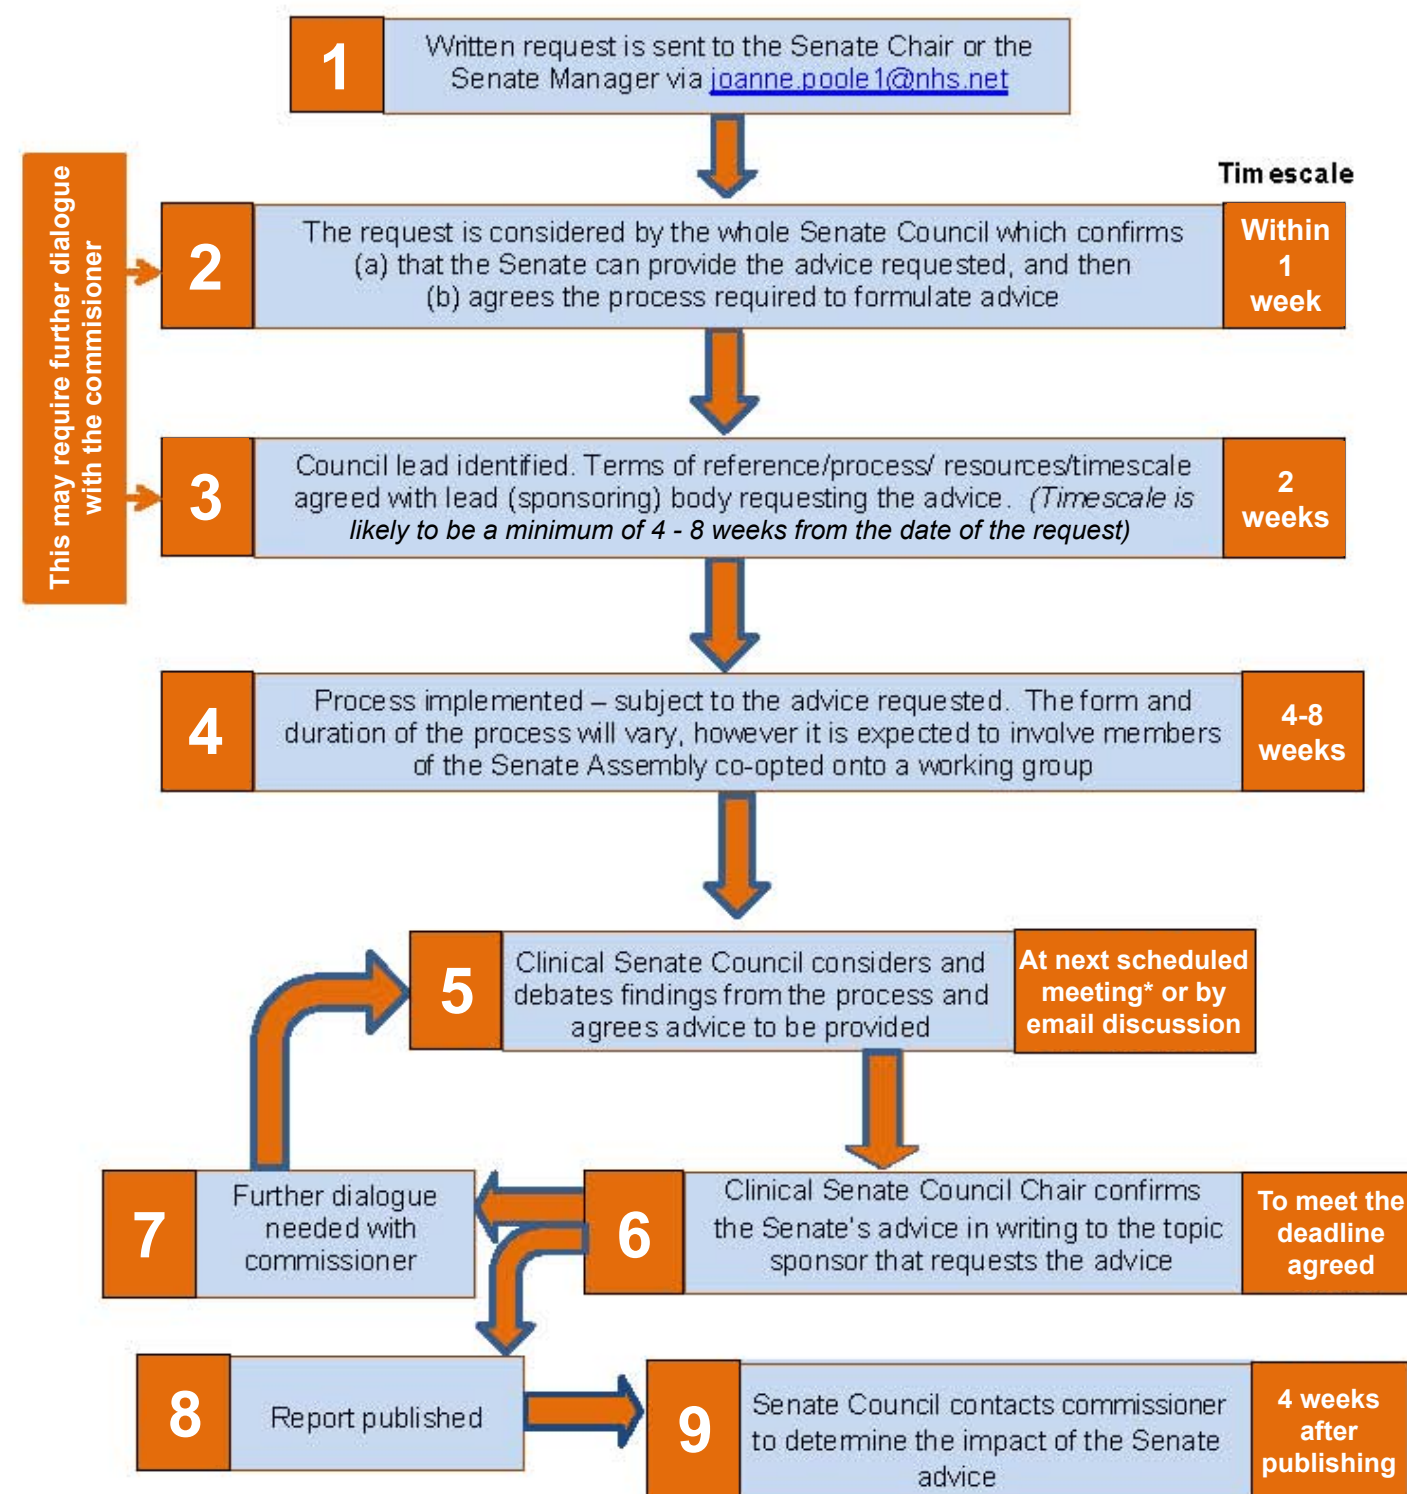 1
Written request is sent to the Senate Chair or the
Senate Manager via joanne.poole1@nhs.net
This may require further dialogue
with the commisioner
Timescale
2
The request is considered by the whole Senate Council which confirms
(a) that the Senate can provide the advice requested, and then
(b) agrees the process required to formulate advice
Within
1
week
3
Council lead identified. Terms of reference/process/ resources/timescale
agreed with lead (sponsoring) body requesting the advice. (Timescale is
likely to be a minimum of 4 - 8 weeks from the date of the request)
2
weeks
4
Process implemented – subject to the advice requested. The form and
duration of the process will vary, however it is expected to involve members
of the Senate Assembly co-opted onto a working group
4-8
weeks
5
Clinical Senate Council considers and
debates findings from the process and
agrees advice to be provided
At next scheduled
meeting* or by
email discussion
7
Further dialogue
needed with
commissioner
6
Clinical Senate Council Chair confirms
the Senate's advice in writing to the topic
sponsor that requests the advice
To meet the
deadline
agreed
8
Report published
9
Senate Council contacts commissioner
to determine the impact of the Senate
advice
4 weeks
after
publishing